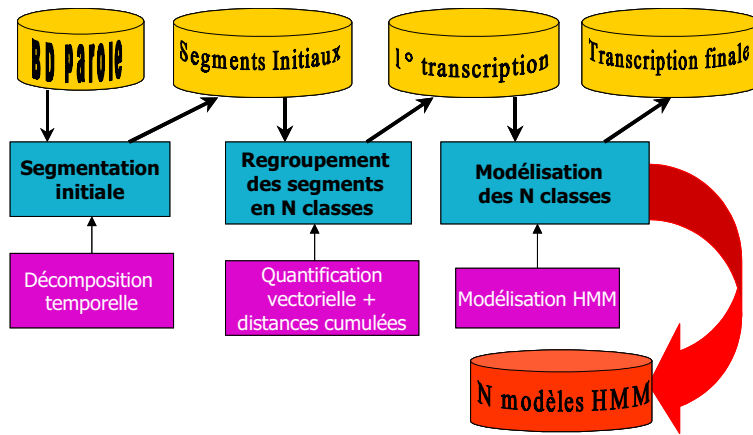 BD parole
Segments Initiaux
1° transcription
Transcription finale
Segmentation
initiale
Regroupement
des segments
en N classes
Modélisation
des N classes
Décomposition
temporelle
Quantification
vectorielle +
distances cumulées
Modélisation HMM
N modèles HMM